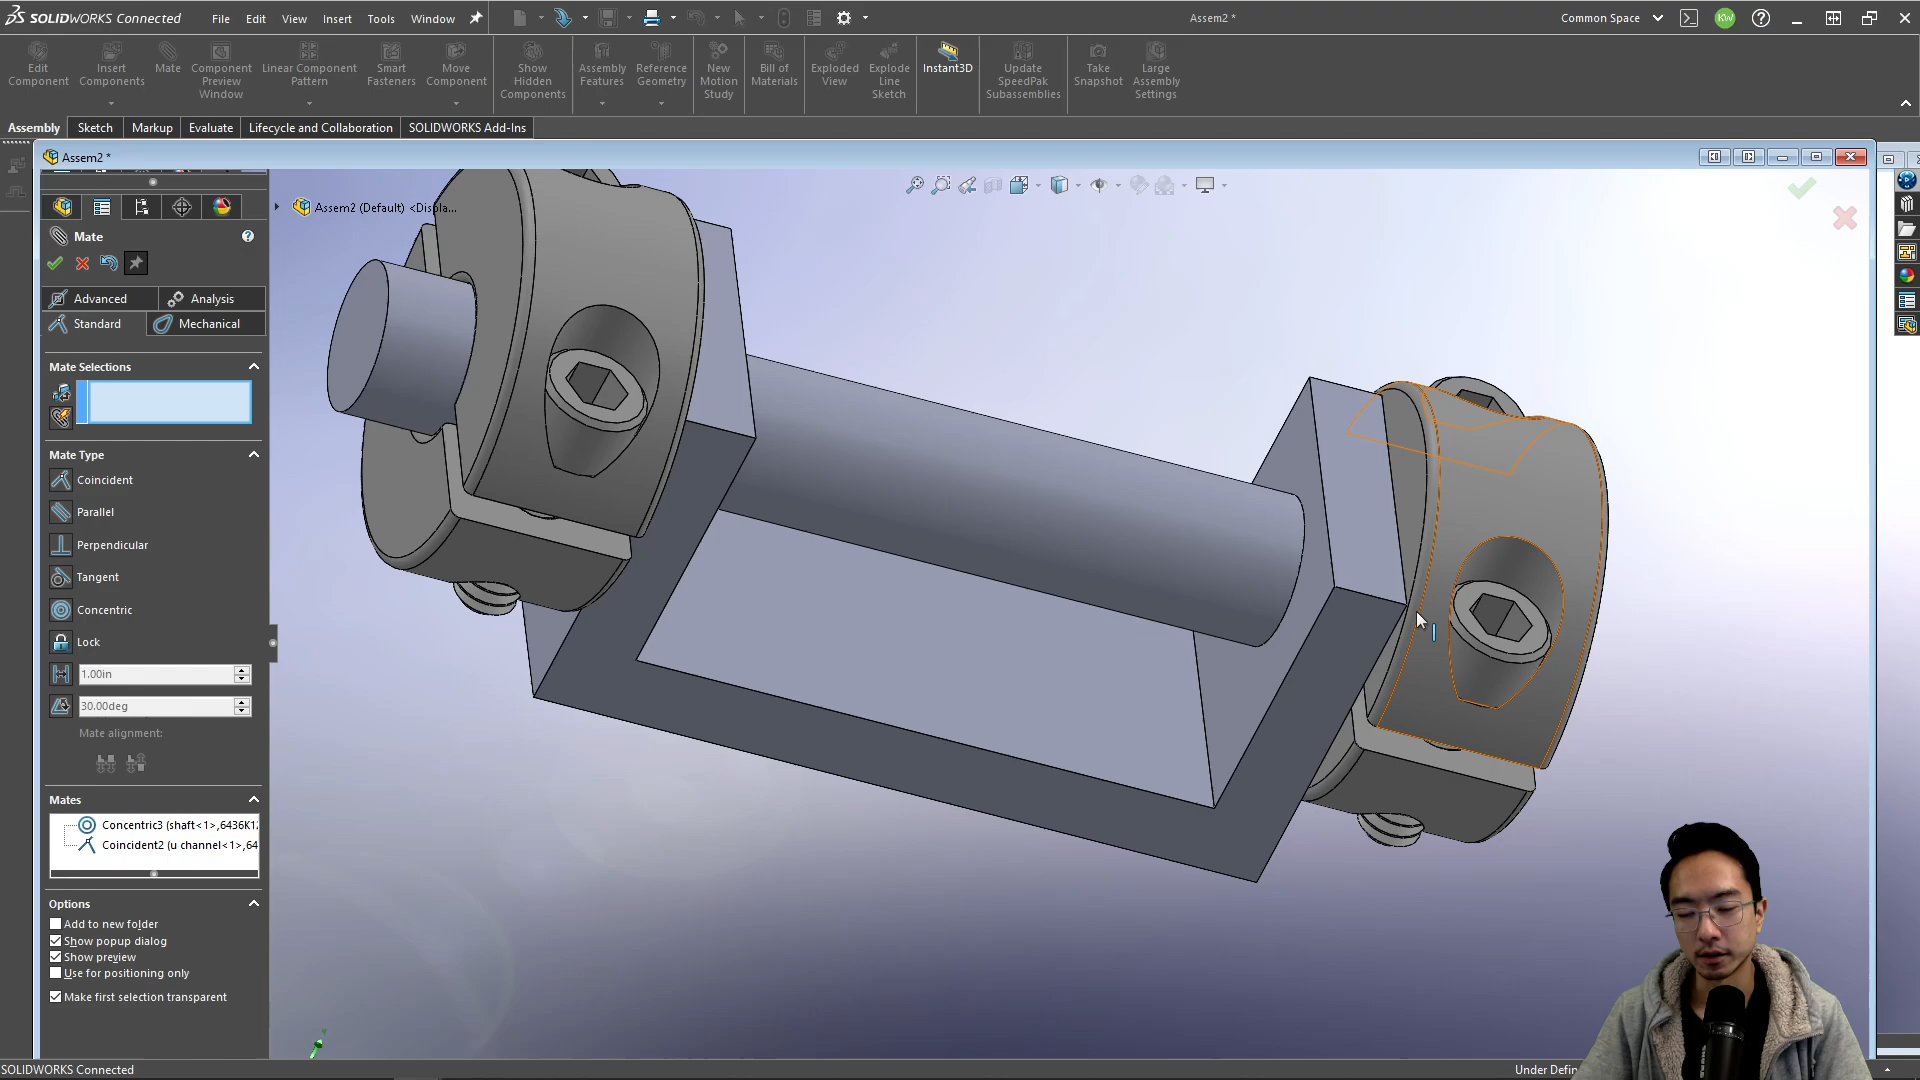 SOLIDWORKS Connected
File
Edit
View
Insert
Tools
Window
Assem2 *
Common Space
KW
Edit
Component
Insert
Components
Mate
Component
Preview
Window
Linear Component
Pattern
Smart
Fasteners
Move
Component
Show
Hidden
Components
Assembly
Features
Reference
Geometry
New
Motion
Study
Bill of
Materials
Exploded
View
Explode
Line
Sketch
Instant3D
Update
SpeedPak
Subassemblies
Take
Snapshot
Large
Assembly
Settings
Assembly
Sketch
Markup
Evaluate
Lifecycle and Collaboration
SOLIDWORKS Add-Ins
Assem2 *
Assem2 (Default) <Displa...
Mate
Advanced
Analysis
Standard
Mechanical
Mate Selections
Mate Type
Coincident
Parallel
Perpendicular
Tangent
Concentric
Lock
1.00in
30.00deg
Mate alignment:
Mates
Concentric3 (shaft<1>,6436K12
Coincident2 (u channel<1>,64
Options
Add to new folder
Show popup dialog
Show preview
Use for positioning only
Make first selection transparent
SOLIDWORKS Connected
Under Defin